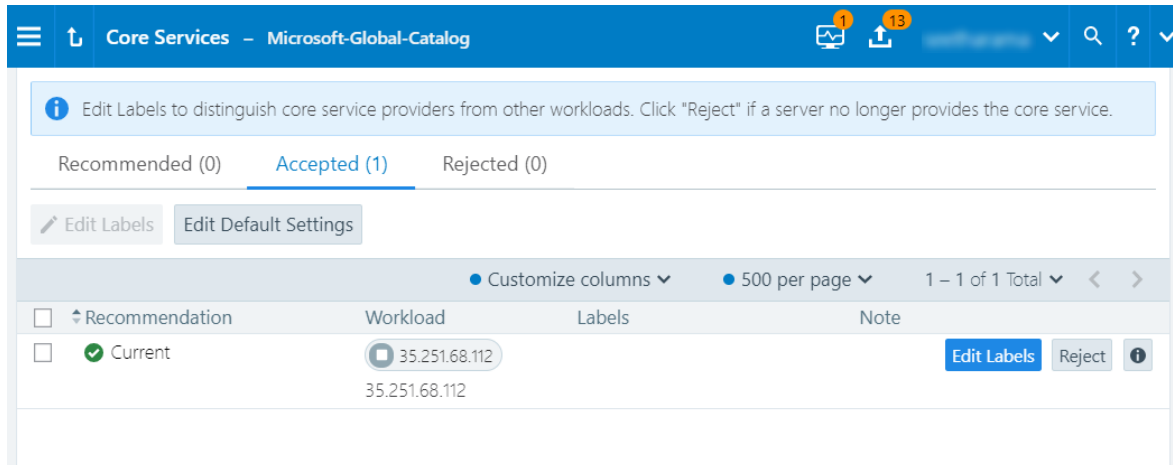 Core Services – Microsoft-Global-Catalog 1 13 ?
Edit Labels to distinguish core service providers from other workloads. Click "Reject" if a server no longer provides the core service.
Recommended (0) Accepted (1) Rejected (0)
Edit Labels Edit Default Settings
Customize columns 500 per page 1 – 1 of 1 Total
Recommendation Workload Labels Note
Current 35.251.68.112 Edit Labels Reject
35.251.68.112